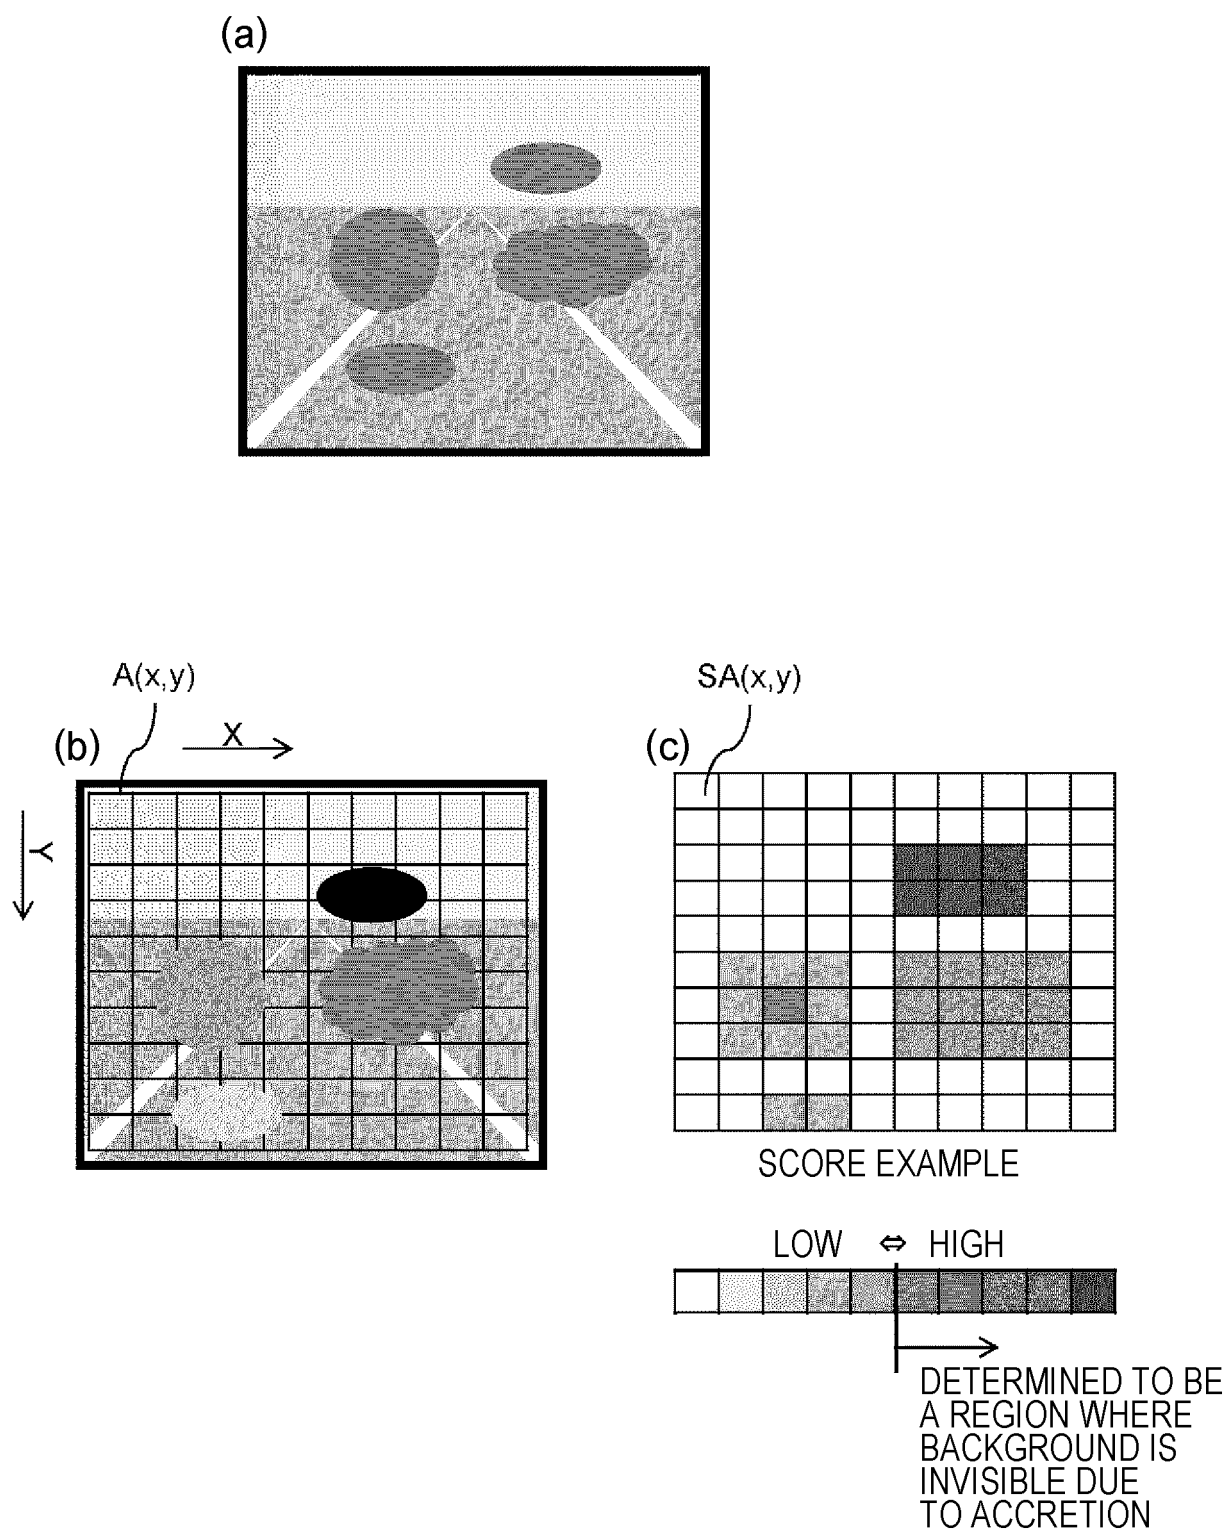 (a)
A(x,y)
SA(x,y)
(b)
X
(c)
Y
SCORE EXAMPLE
LOW ⇔ HIGH
DETERMINED TO BE
A REGION WHERE
BACKGROUND IS
INVISIBLE DUE
TO ACCRETION